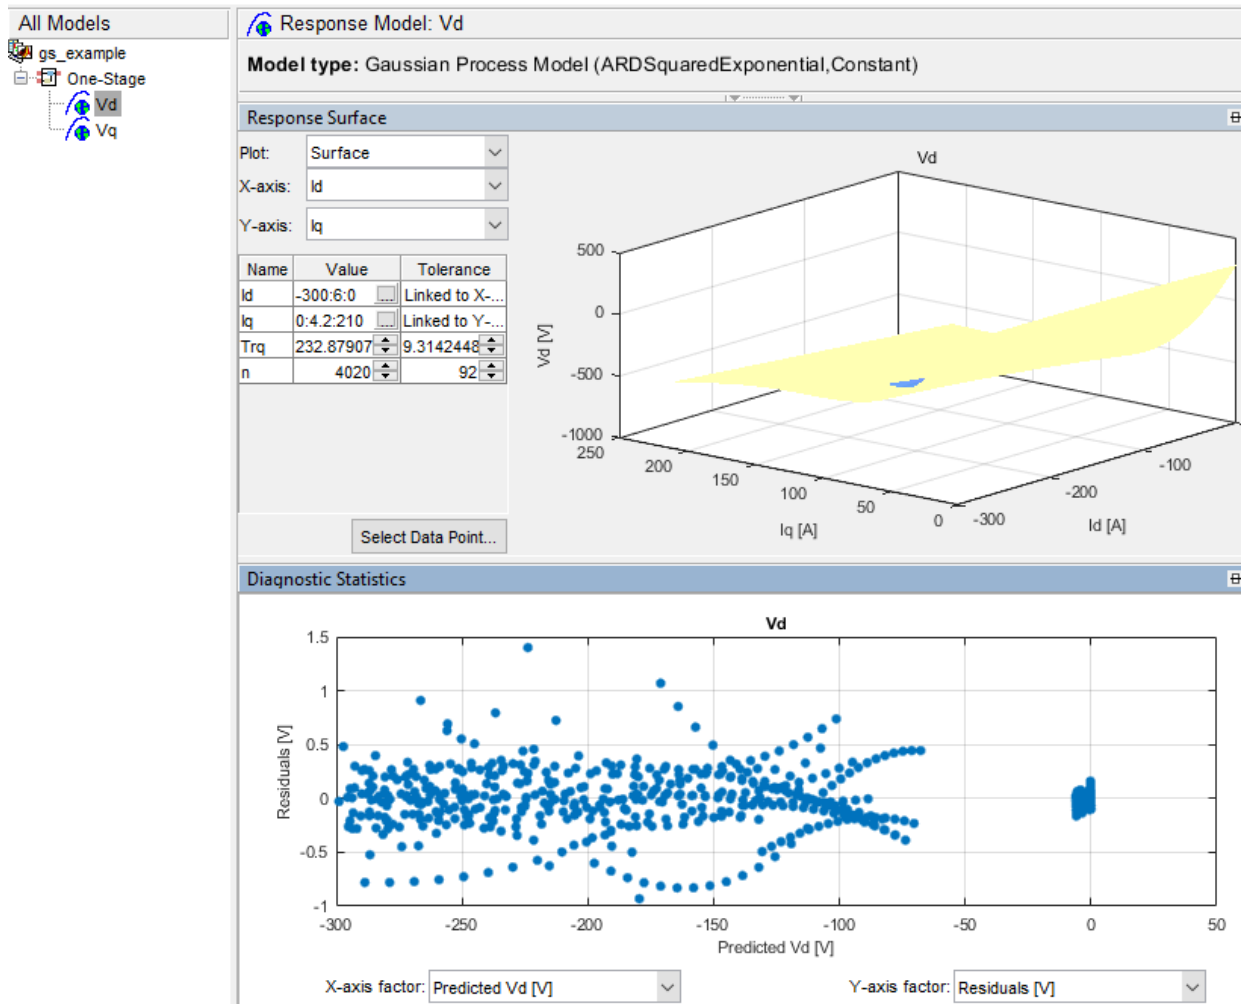 All Models
gs_example
One-Stage
Vd
Vq
Response Model: Vd
Model type: Gaussian Process Model (ARDSquaredExponential,Constant)
Response Surface
Plot: Surface
X-axis: Id
Y-axis: Iq
Name Value Tolerance
Id -300:6:0 ... Linked to X-...
Iq 0:4.2:210 ... Linked to Y-...
Trq 232.87907 9.3142448
n 4020 92
Select Data Point...
Vd
500
0
-500
-1000
Vd [V]
250
200
150
100
50
0
Iq [A]
-300
-200
-100
Id [A]
Diagnostic Statistics
Vd
1.5
1
0.5
0
-0.5
-1
Residuals [V]
-300 -250 -200 -150 -100 -50 0 50
Predicted Vd [V]
X-axis factor: Predicted Vd [V]
Y-axis factor: Residuals [V]